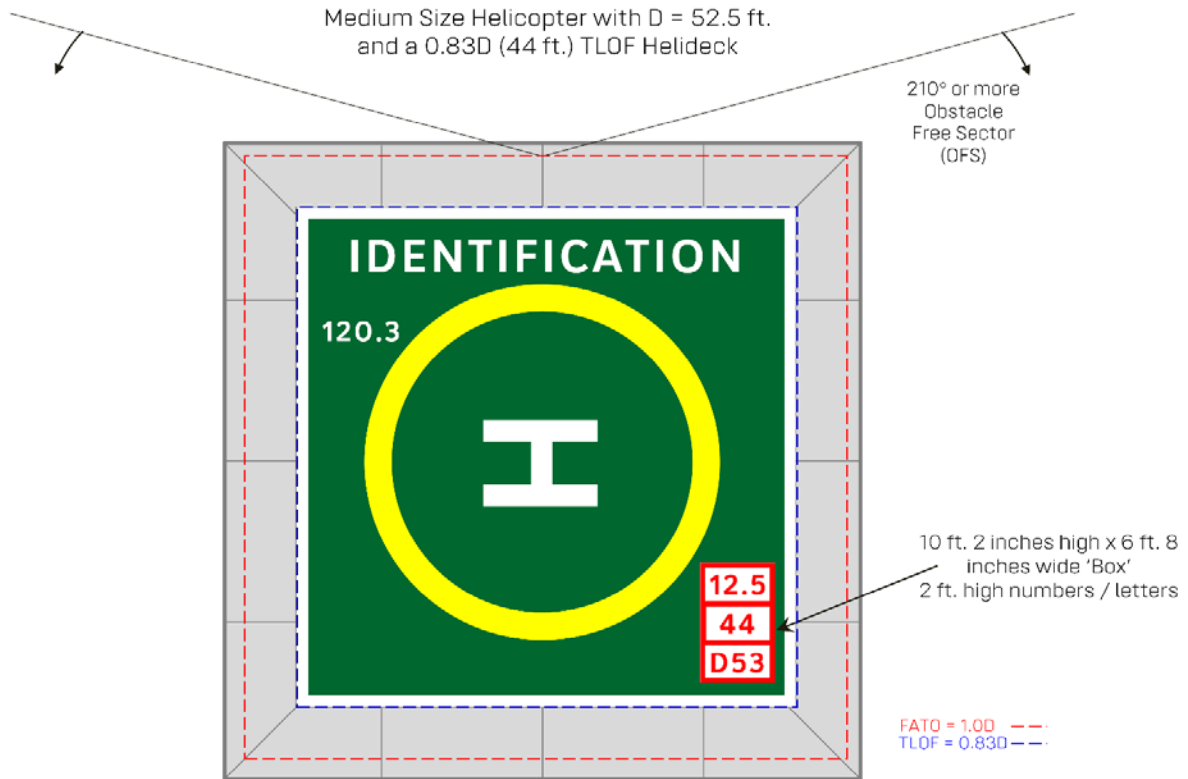 Medium Size Helicopter with D = 52.5 ft.
and a 0.83D (44 ft.) TLOF Helideck
210° or more
Obstacle
Free Sector
(OFS)
IDENTIFICATION
120.3
H
10 ft. 2 inches high x 6 ft. 8
inches wide ‘Box’
2 ft. high numbers / letters
12.5
44
D53
FATO = 1.0D
TLOF = 0.83D